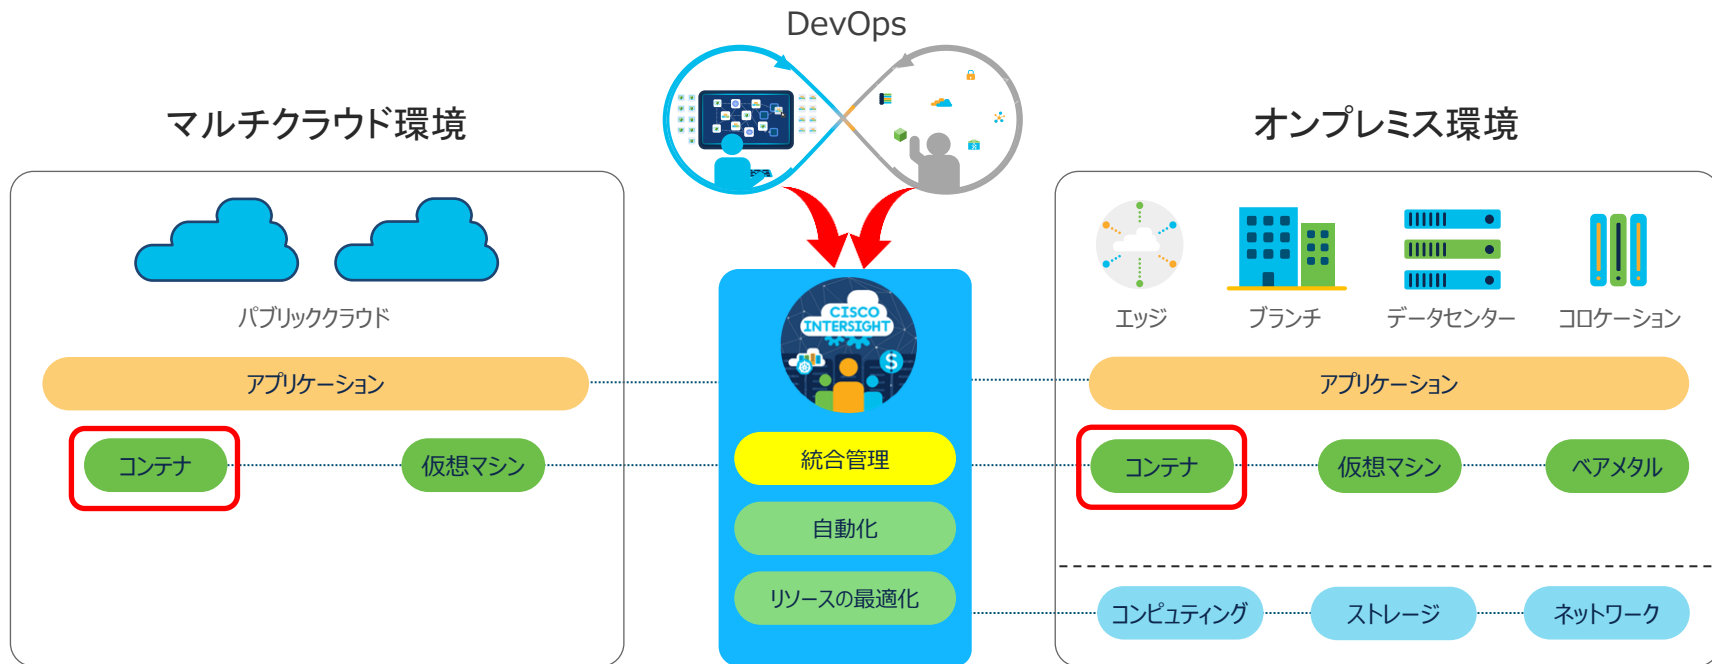 DevOps
マルチクラウド環境
オンプレミス環境
パブリッククラウド
CISCO
INTERSIGHT
エッジ
ブランチ
データセンター
コロケーション
アプリケーション
アプリケーション
コンテナ
仮想マシン
統合管理
コンテナ
仮想マシン
ベアメタル
自動化
リソースの最適化
コンピュティング
ストレージ
ネットワーク
$